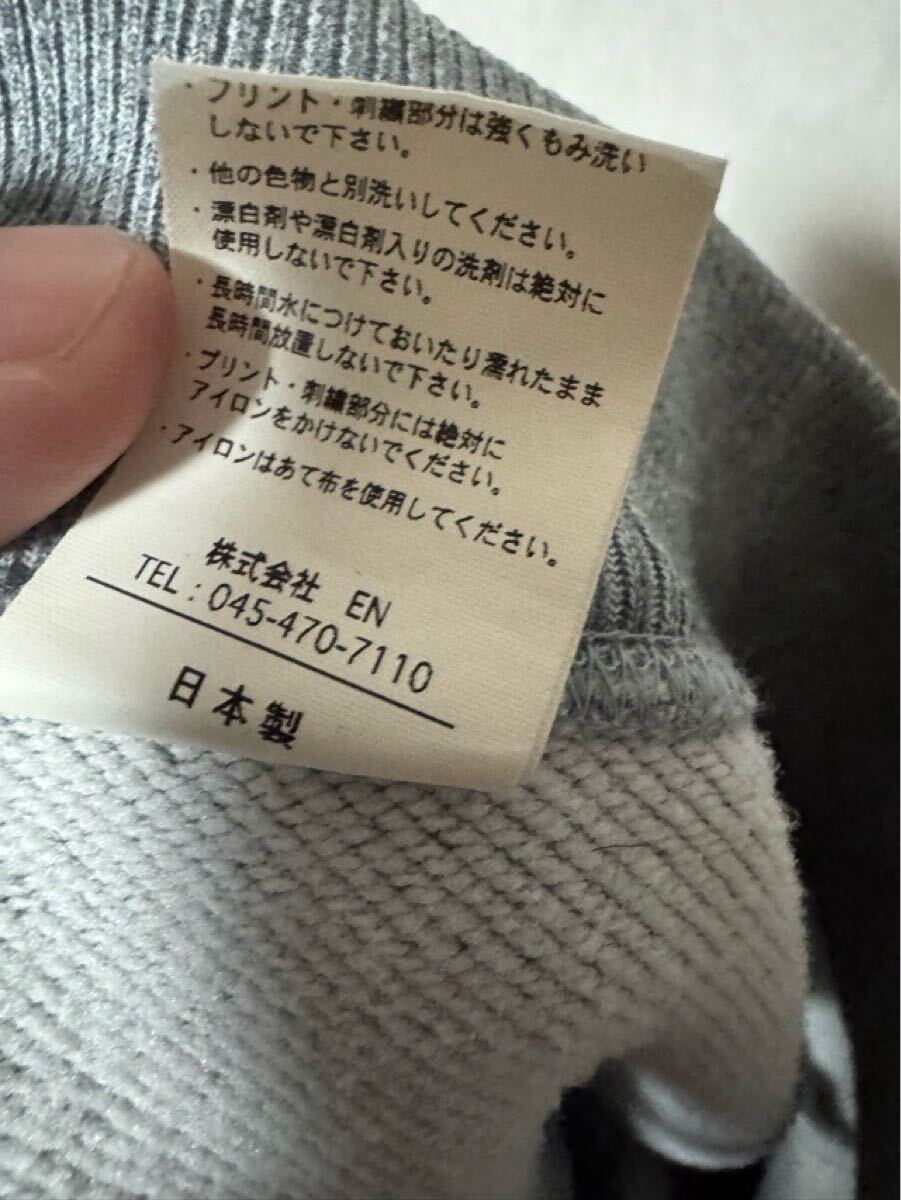 ・プリント・刺繍部分は強くもみ洗い
しないで下さい。
・他の色物と別洗いしてください。
・漂白剤や漂白剤入りの洗剤は絶対に
使用しないで下さい。
・長時間水につけておいたり濡れたまま
長時間放置しないで下さい。
・プリント・刺繍部分には絶対に
アイロンをかけないでください。
・アイロンはあて布を使用してください。
株式会社 EN
TEL : 045-470-7110
日本製